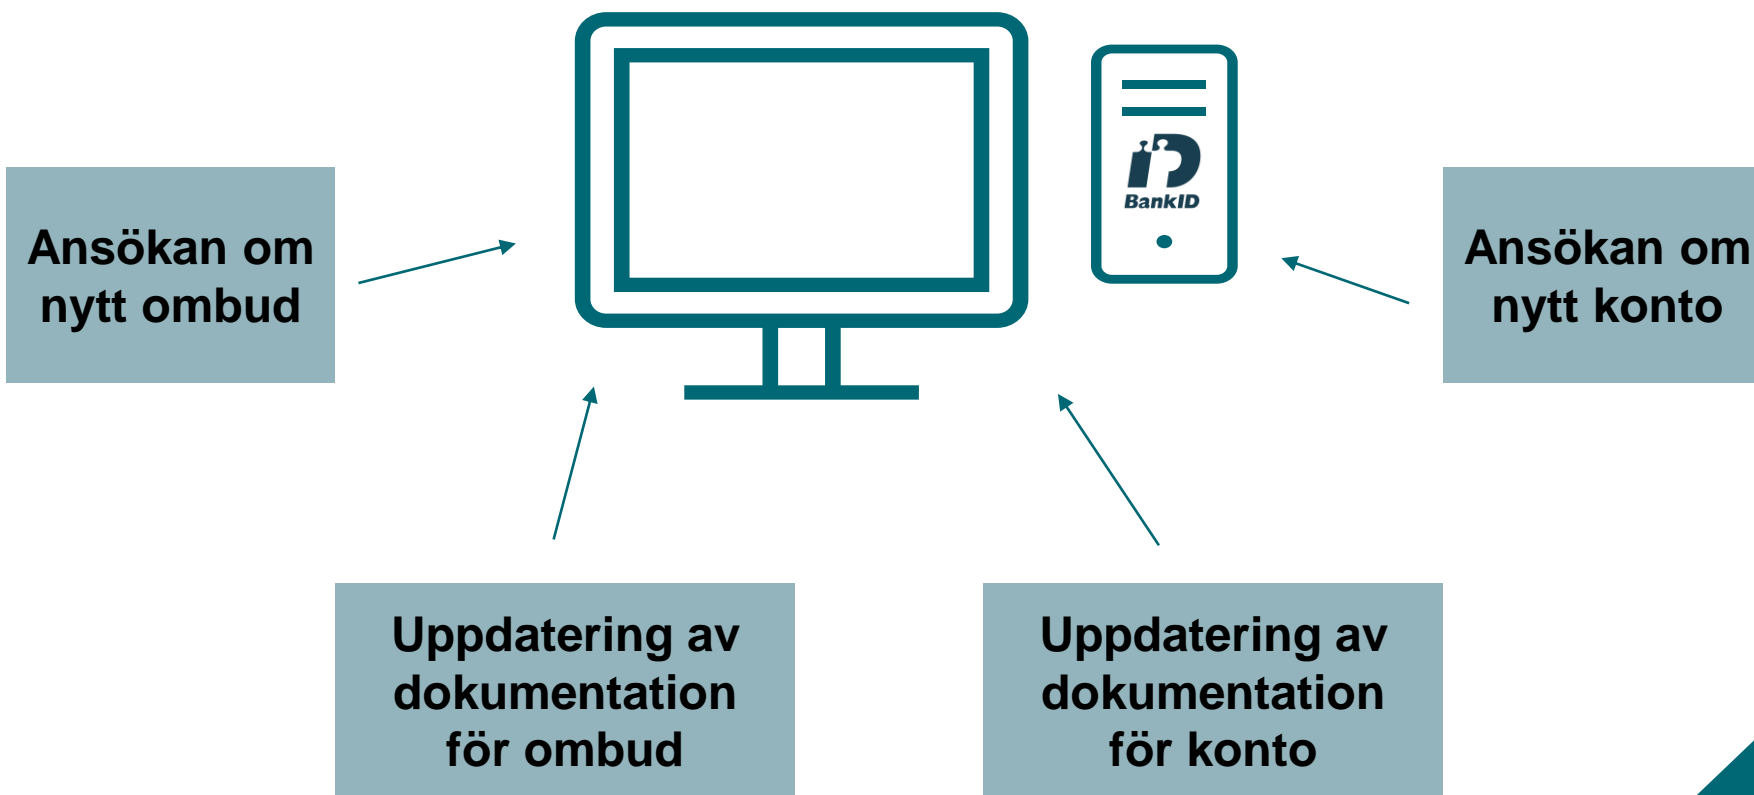 BankID
Ansökan om
nytt ombud
Ansökan om
nytt konto
Uppdatering av
dokumentation
för ombud
Uppdatering av
dokumentation
för konto